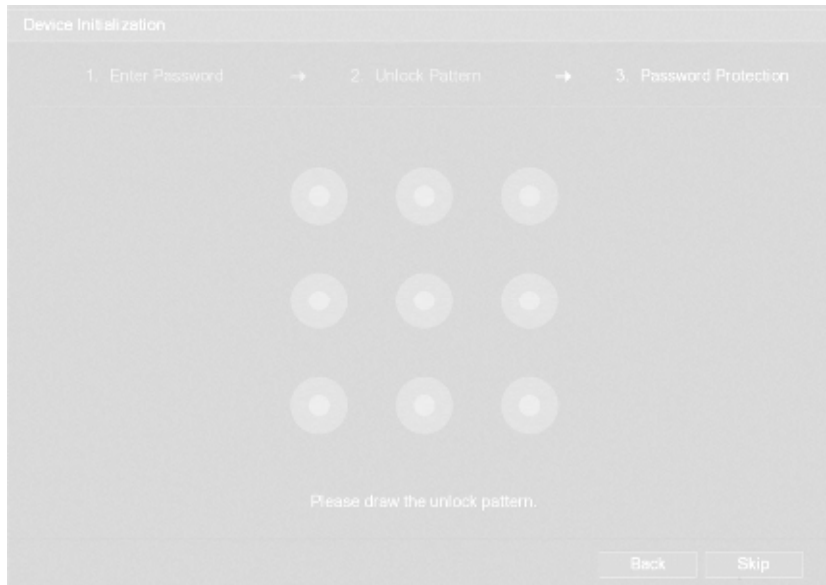 Device Initialization
1. Enter Password → 2. Unlock Pattern → 3. Password Protection
Please draw the unlock pattern.
Back Skip